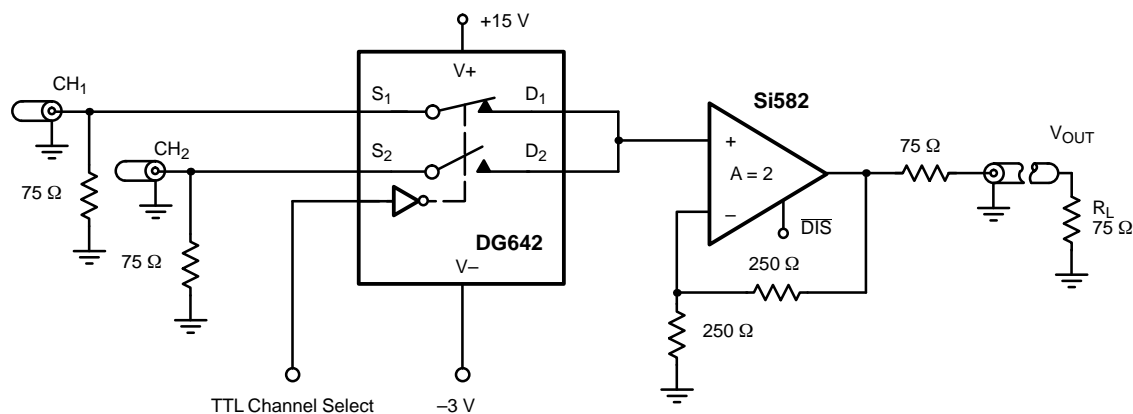 +15 V
CH1
V+
S1
D1
DG642
S2
D2
V–
CH2
75 Ω
75 Ω
Si582
+
A = 2
–
DIS
75 Ω
VOUT
RL
75 Ω
250 Ω
250 Ω
TTL Channel Select
–3 V